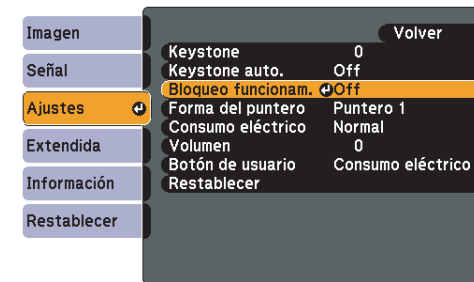 Imagen
Señal
Ajustes
Extendida
Información
Restablecer
Volver
Keystone 0
Keystone auto. Off
Bloqueo funcionam. Off
Forma del puntero Puntero 1
Consumo eléctrico Normal
Volumen 0
Botón de usuario Consumo eléctrico
Restablecer